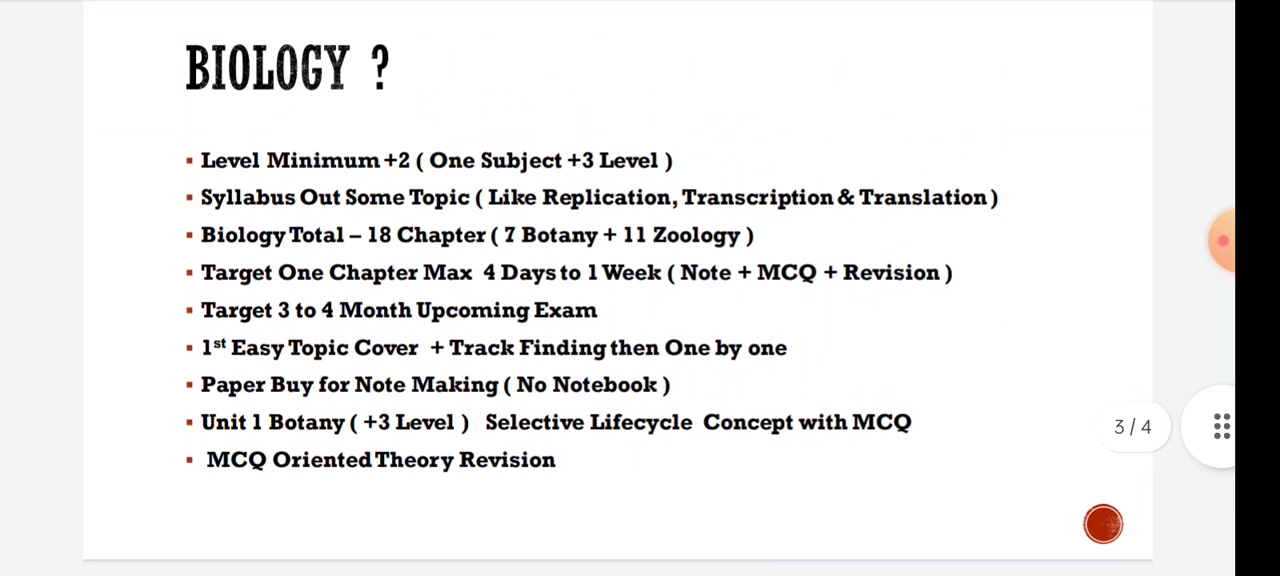 BIOLOGY ?
▪ Level Minimum +2 ( One Subject +3 Level )
▪ Syllabus Out Some Topic ( Like Replication, Transcription & Translation )
▪ Biology Total – 18 Chapter ( 7 Botany + 11 Zoology )
▪ Target One Chapter Max 4 Days to 1 Week ( Note + MCQ + Revision )
▪ Target 3 to 4 Month Upcoming Exam
▪ 1st Easy Topic Cover + Track Finding then One by one
▪ Paper Buy for Note Making ( No Notebook )
▪ Unit 1 Botany ( +3 Level ) Selective Lifecycle Concept with MCQ
▪ MCQ Oriented Theory Revision
3 / 4